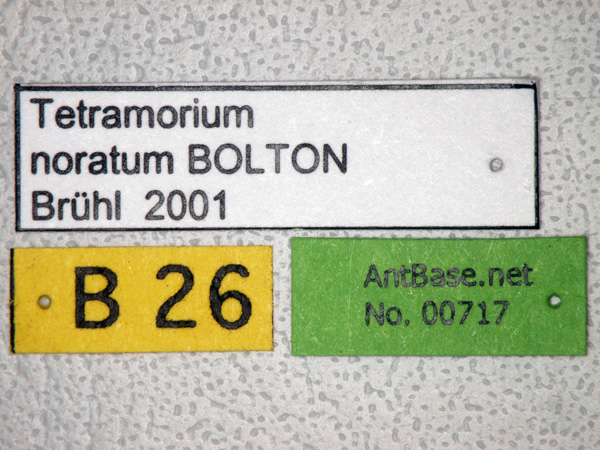 Tetramorium
noratum BOLTON
Brühl 2001
B 26
AntBase.net
No. 00717